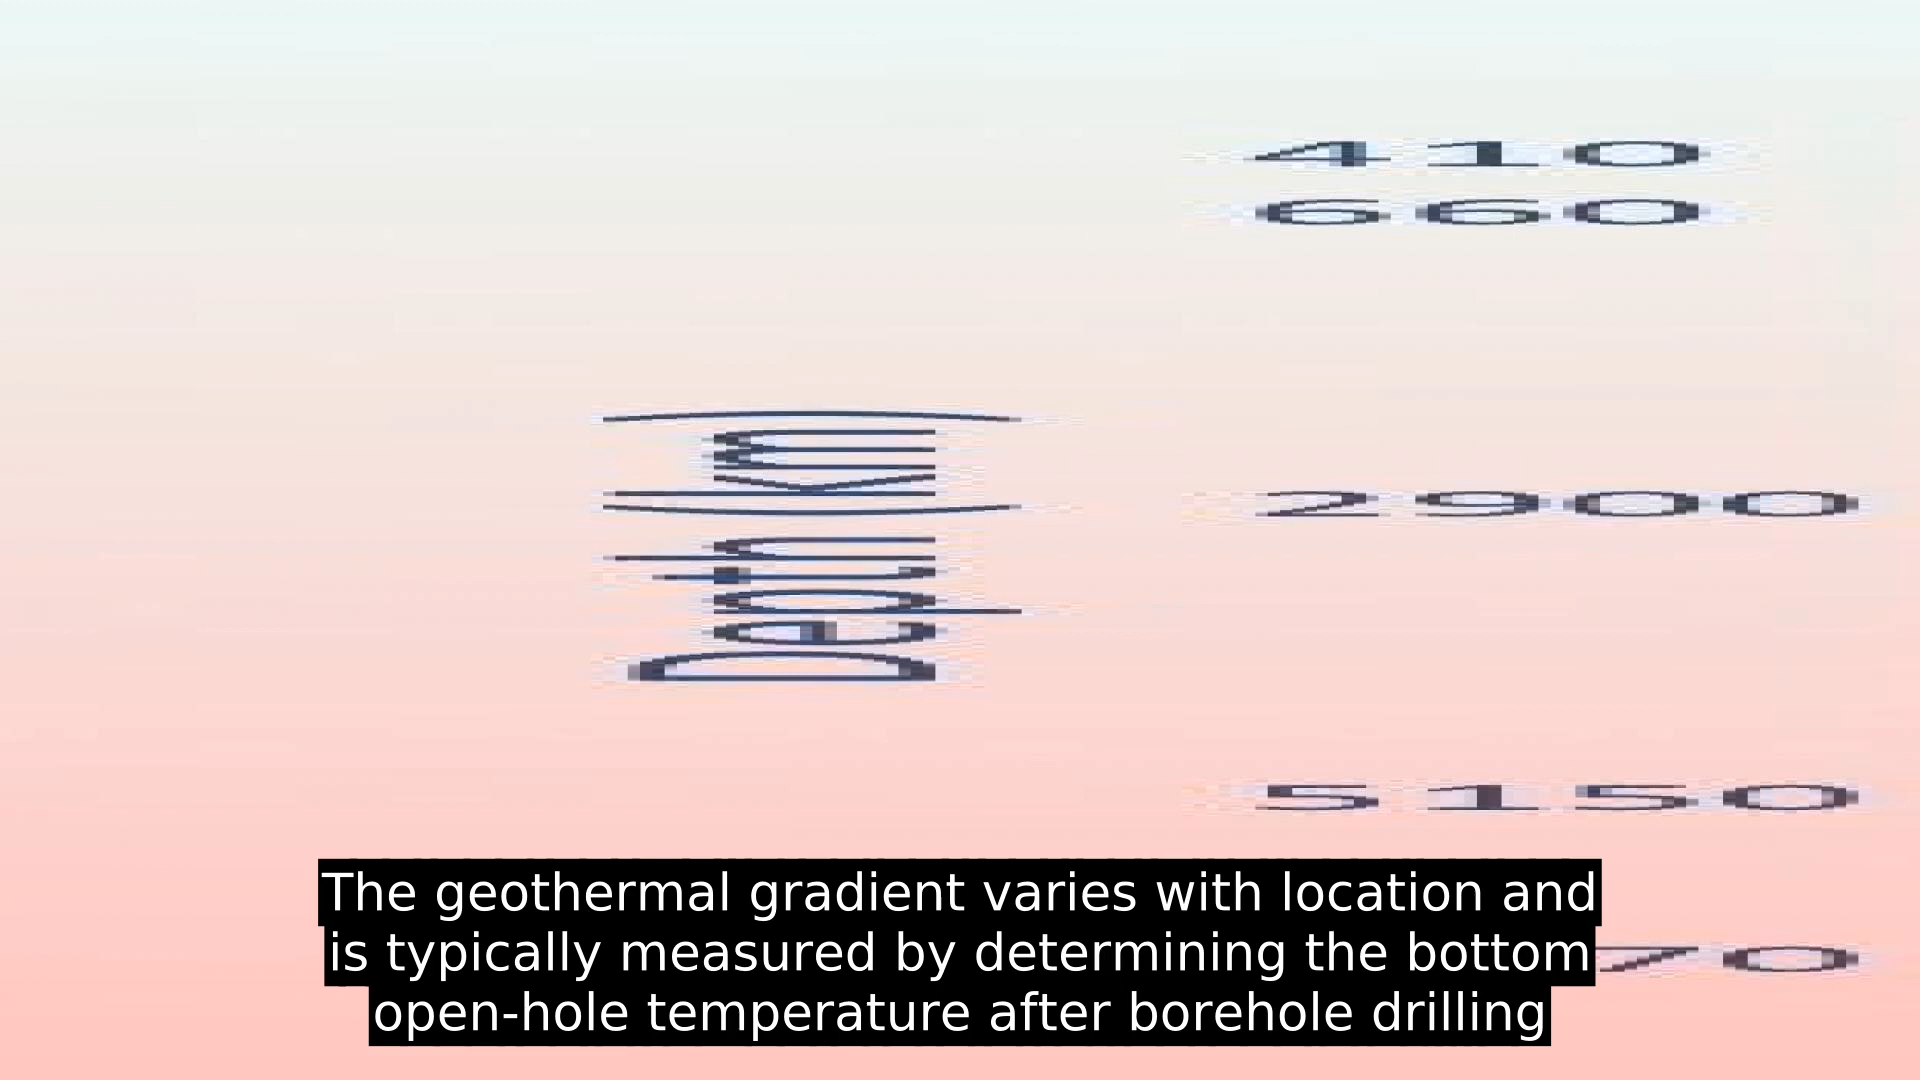 410
660
Depth (km)
2900
5150
70
The geothermal gradient varies with location and
is typically measured by determining the bottom
open-hole temperature after borehole drilling